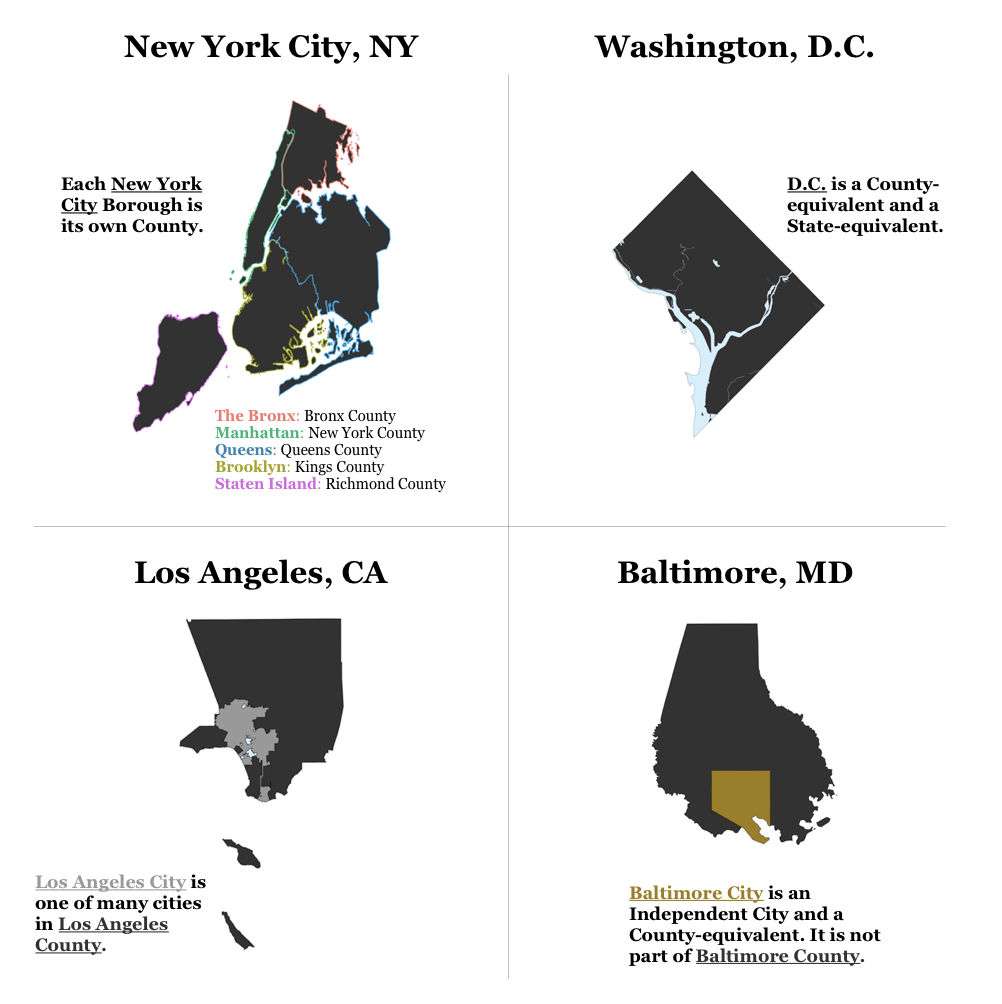 New York City, NY
Each New York
City Borough is
its own County.
The Bronx: Bronx County
Manhattan: New York County
Queens: Queens County
Brooklyn: Kings County
Staten Island: Richmond County
Washington, D.C.
D.C. is a County-
equivalent and a
State-equivalent.
Los Angeles, CA
Los Angeles City is
one of many cities
in Los Angeles
County.
Baltimore, MD
Baltimore City is an
Independent City and a
County-equivalent. It is not
part of Baltimore County.